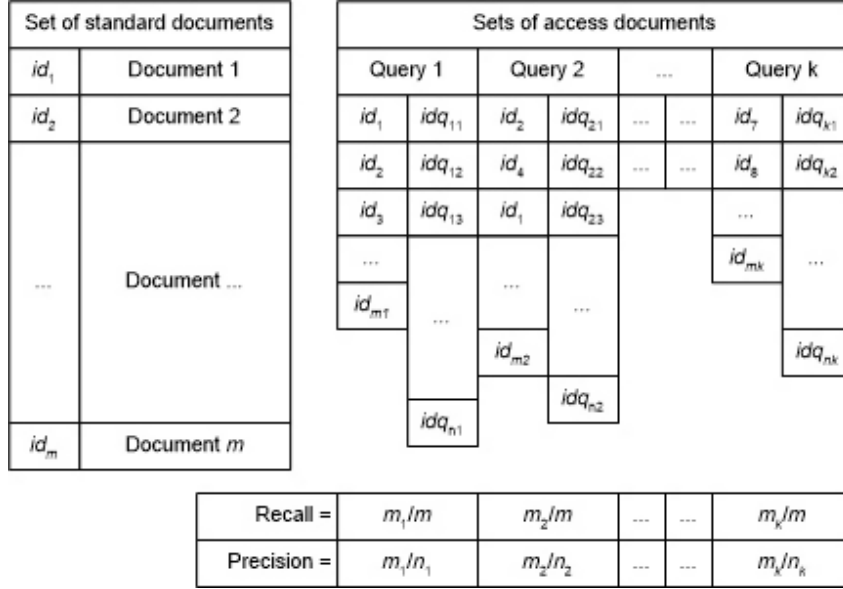 Set of standard documents
Sets of access documents
id₁ Document 1
Query 1 Query 2 ... Query k
id₂ Document 2
id₁ idq₁₁ id₂ idq₂₁ ... ... id₇ idqₖ₁
id₂ idq₁₂ id₄ idq₂₂ ... ... id₈ idqₖ₂
id₃ idq₁₃ id₁ idq₂₃ ...
... Document ...
... ... ... ... idₘₖ ...
idₘ₁
idₘ₂ idqₙₖ
idqₙ₁ idqₙ₂
idₘ Document m
Recall = m₁/m m₂/m ... ... mₖ/m
Precision = m₁/n₁ m₂/n₂ ... ... mₖ/nₖ